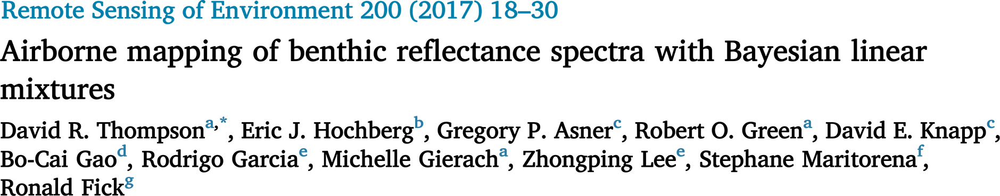 Remote Sensing of Environment 200 (2017) 18–30
Airborne mapping of benthic reflectance spectra with Bayesian linear
mixtures
David R. Thompsona,*, Eric J. Hochbergb, Gregory P. Asnerc, Robert O. Greena, David E. Knappc,
Bo-Cai Gaod, Rodrigo Garciae, Michelle Gieracha, Zhongping Leee, Stephane Maritorenaf,
Ronald Fickg